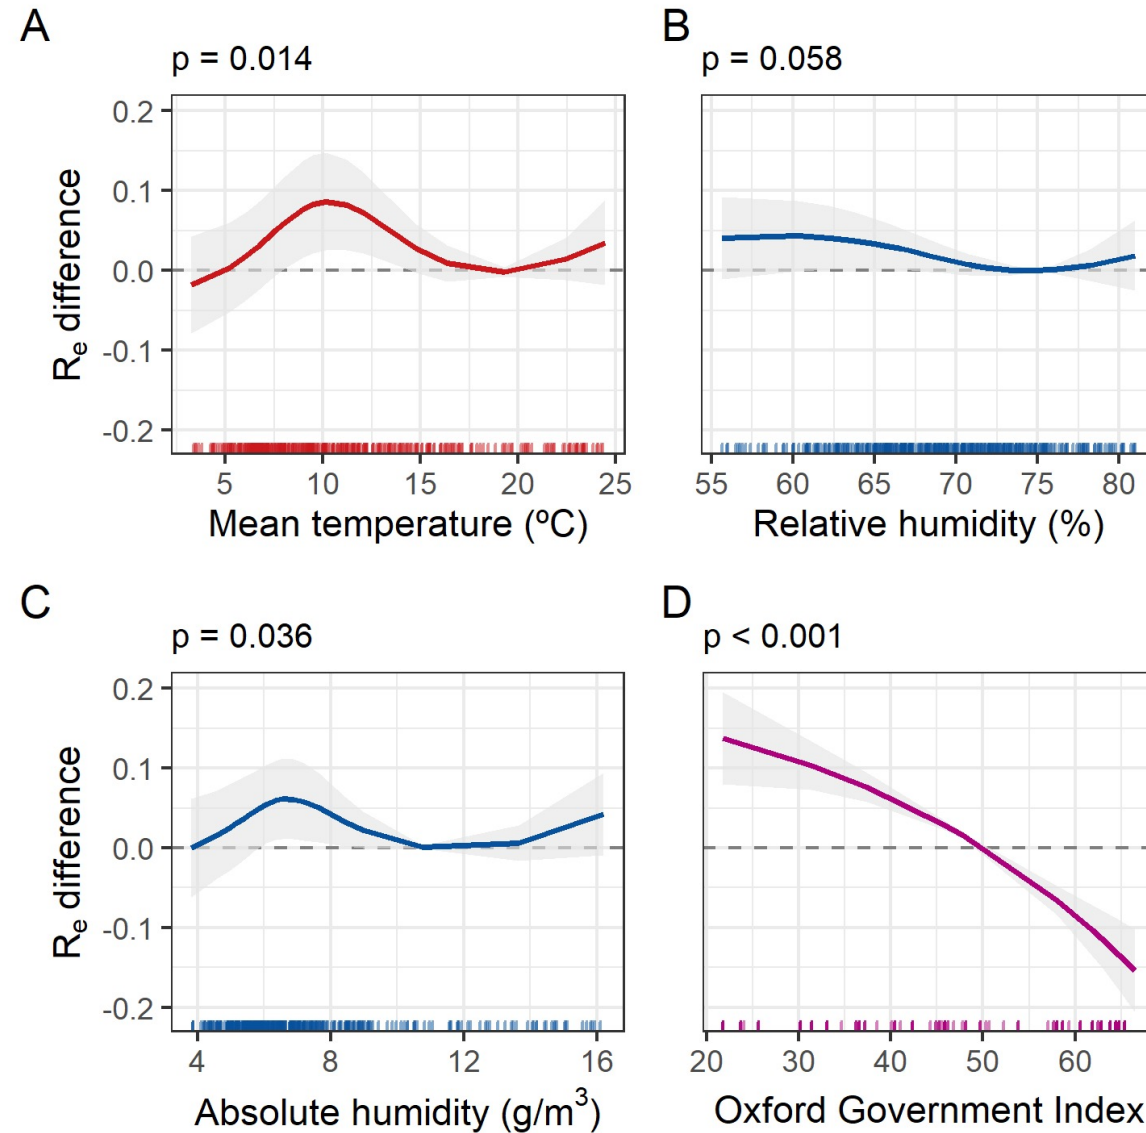 A
p = 0.014
0.2
0.1
0.0
-0.1
-0.2
Re difference
5 10 15 20 25
Mean temperature (ºC)
B
p = 0.058
55 60 65 70 75 80
Relative humidity (%)
C
p = 0.036
0.2
0.1
0.0
-0.1
-0.2
Re difference
4 8 12 16
Absolute humidity (g/m³)
D
p < 0.001
20 30 40 50 60
Oxford Government Index